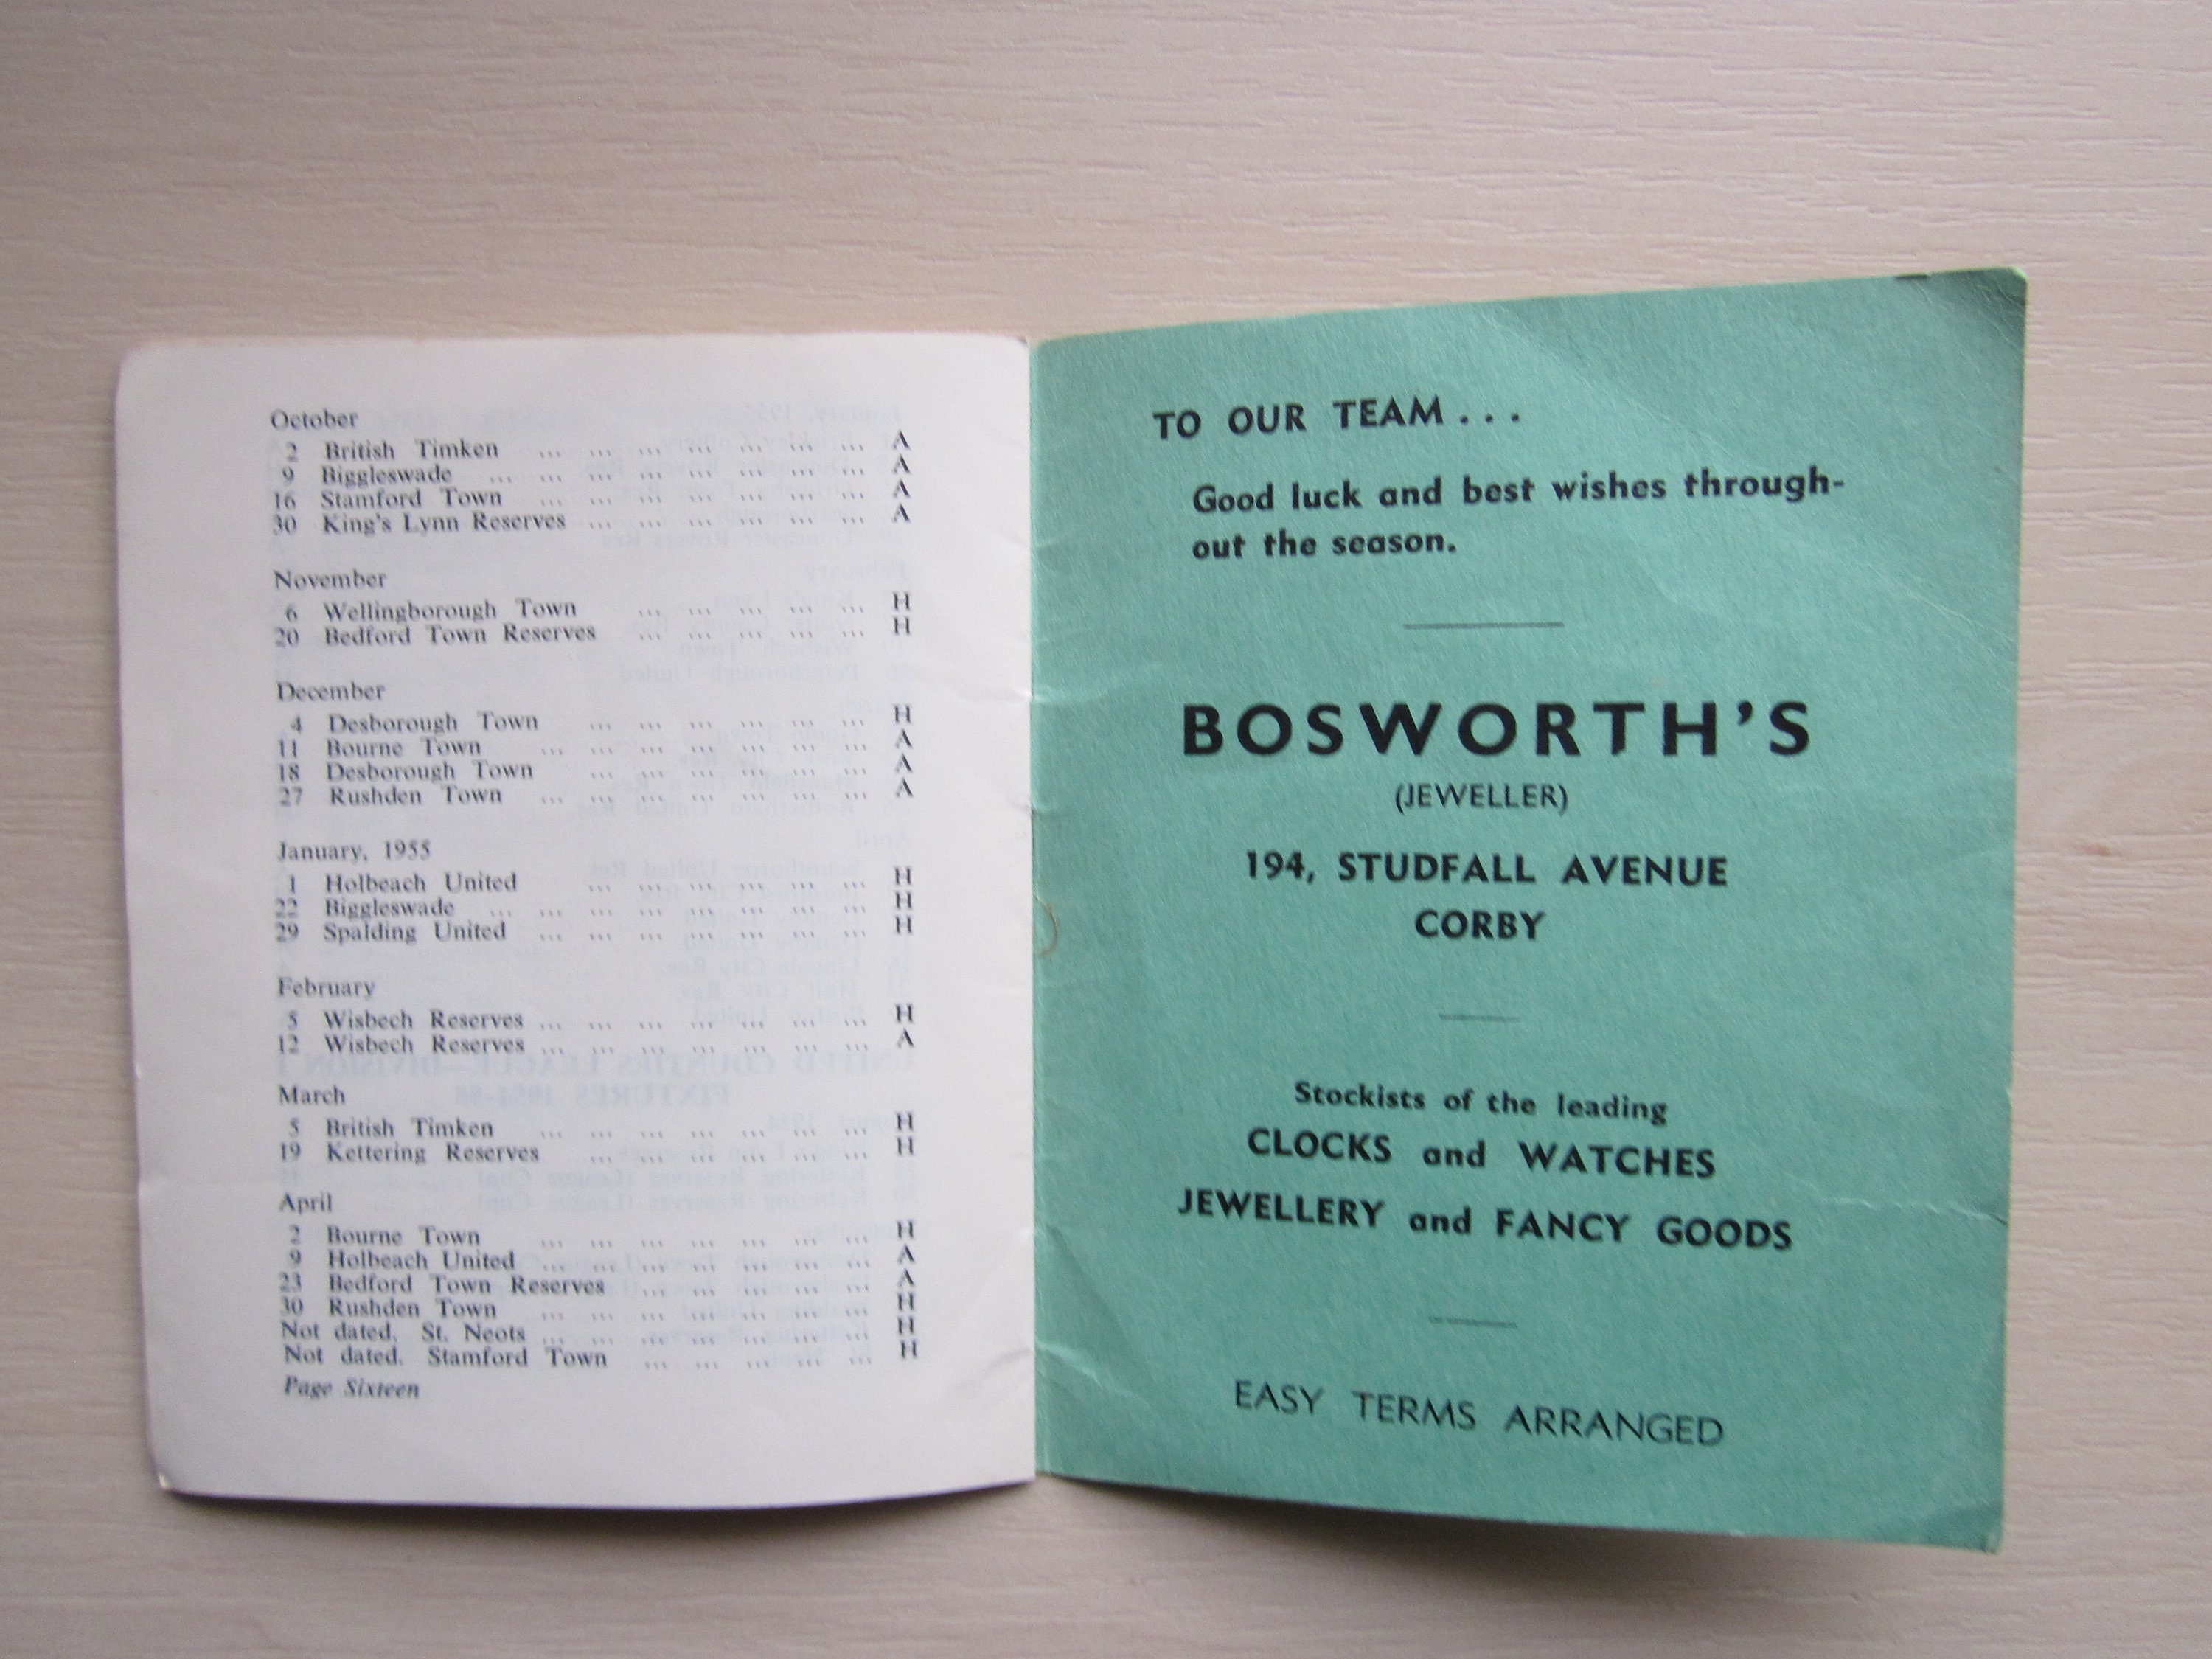 October
2 British Timken ... ... ... ... ... ... ... A
9 Biggleswade ... ... ... ... ... ... ... ... A
16 Stamford Town ... ... ... ... ... ... ... A
30 King's Lynn Reserves ... ... ... ... ... ... A
November
6 Wellingborough Town ... ... ... ... ... H
20 Bedford Town Reserves ... ... ... ... ... H
December
4 Desborough Town ... ... ... ... ... ... H
11 Bourne Town ... ... ... ... ... ... ... A
18 Desborough Town ... ... ... ... ... ... A
27 Rushden Town ... ... ... ... ... ... ... A
January, 1955
1 Holbeach United ... ... ... ... ... ... H
22 Biggleswade ... ... ... ... ... ... ... ... H
29 Spalding United ... ... ... ... ... ... ... H
February
5 Wisbech Reserves ... ... ... ... ... ... ... H
12 Wisbech Reserves ... ... ... ... ... ... ... A
March
5 British Timken ... ... ... ... ... ... ... H
19 Kettering Reserves ... ... ... ... ... ... H
April
2 Bourne Town ... ... ... ... ... ... ... H
9 Holbeach United ... ... ... ... ... ... ... A
23 Bedford Town Reserves ... ... ... ... ... A
30 Rushden Town ... ... ... ... ... ... ... H
Not dated. St. Neots ... ... ... ... ... ... ... H
Not dated. Stamford Town ... ... ... ... ... H
Page Sixteen
TO OUR TEAM . . .
Good luck and best wishes through-
out the season.
BOSWORTH'S
(JEWELLER)
194, STUDFALL AVENUE
CORBY
Stockists of the leading
CLOCKS and WATCHES
JEWELLERY and FANCY GOODS
EASY TERMS ARRANGED